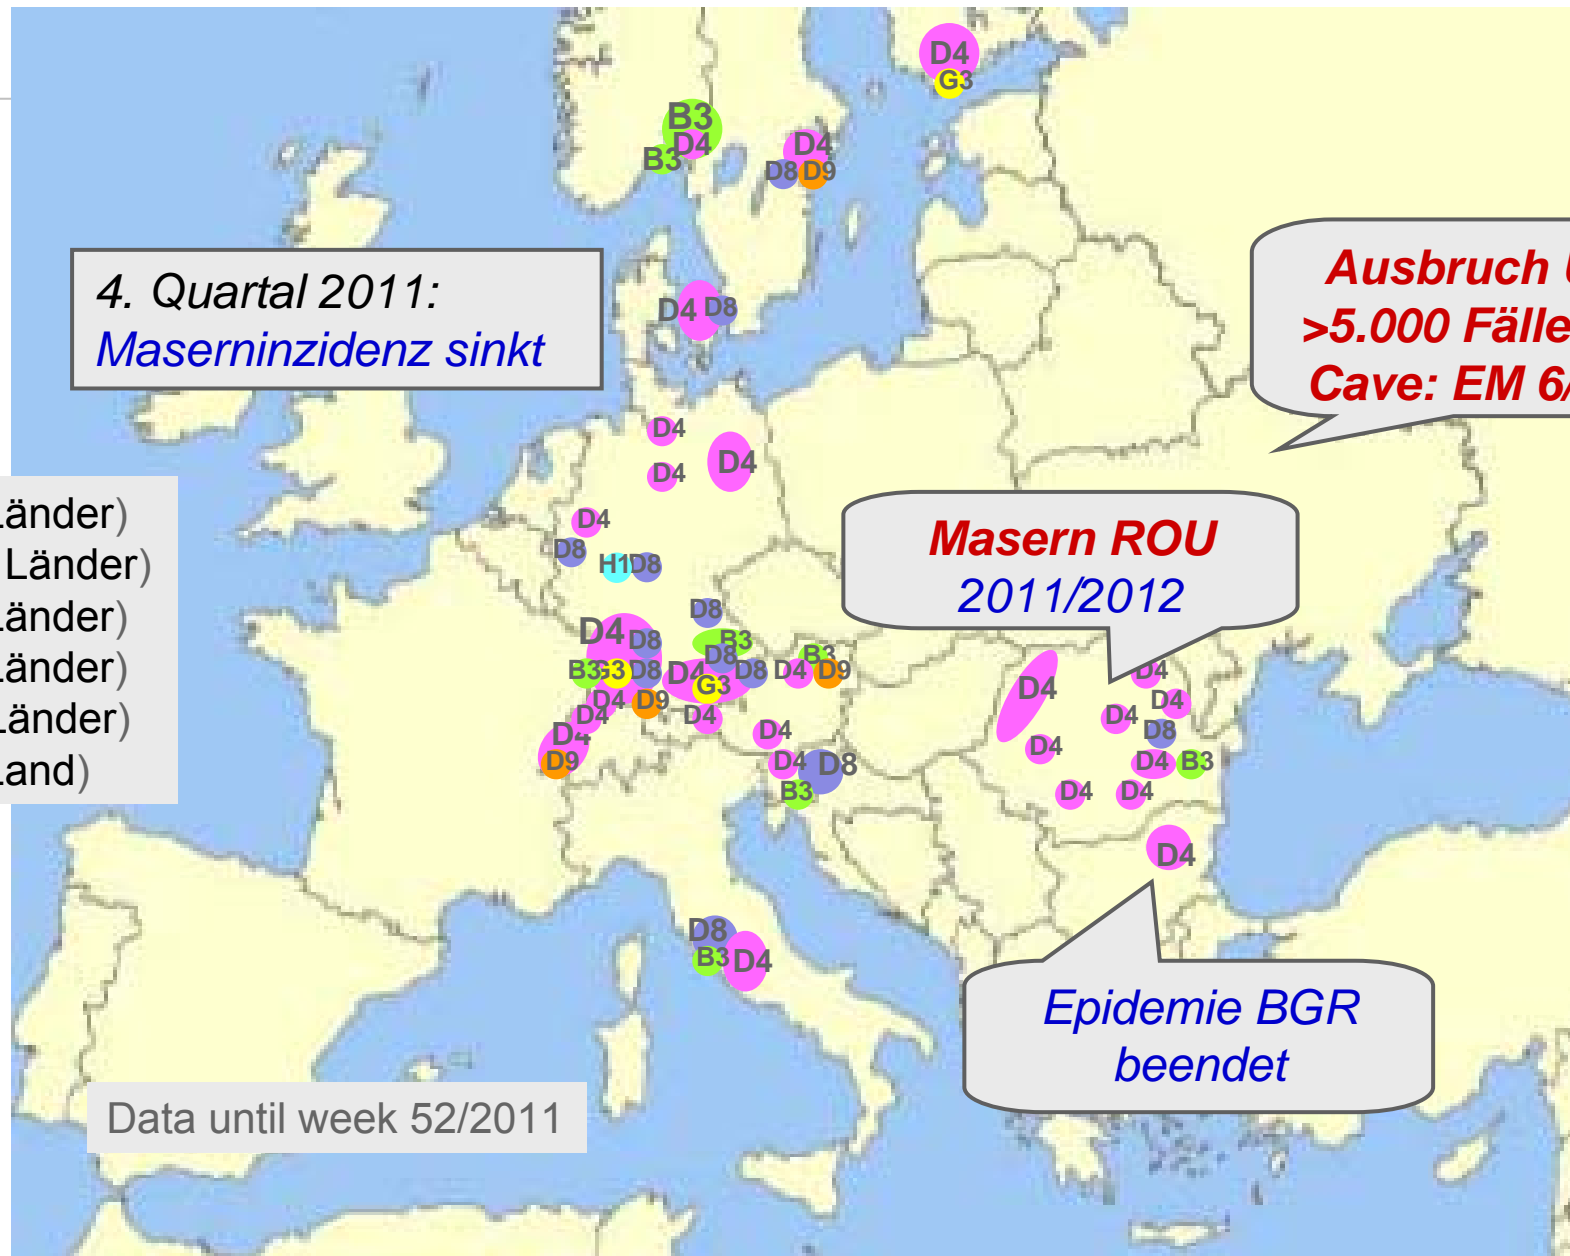 D4
G3
B3
D4
B3
D4
D8 D9
4. Quartal 2011:
Maserninzidenz sinkt
Ausbruch
>5.000 Fälle
Cave: EM 6/
D4 D8
D4
D4
D4
D4
D8
H1 D8
Länder)
Länder)
Länder)
Länder)
Länder)
Land)
Masern ROU
2011/2012
D8
D4 D8
B3
D8
B3 G3 D8
D4 G3 D8
D4 B3 D9
D4 D9
D4
D4
D4
D9
D4
D4 D8
B3
D4
D4
D4
D4
D8
D4
D4 B3
D4
D4
D4
D8
B3 D4
Epidemie BGR
beendet
Data until week 52/2011